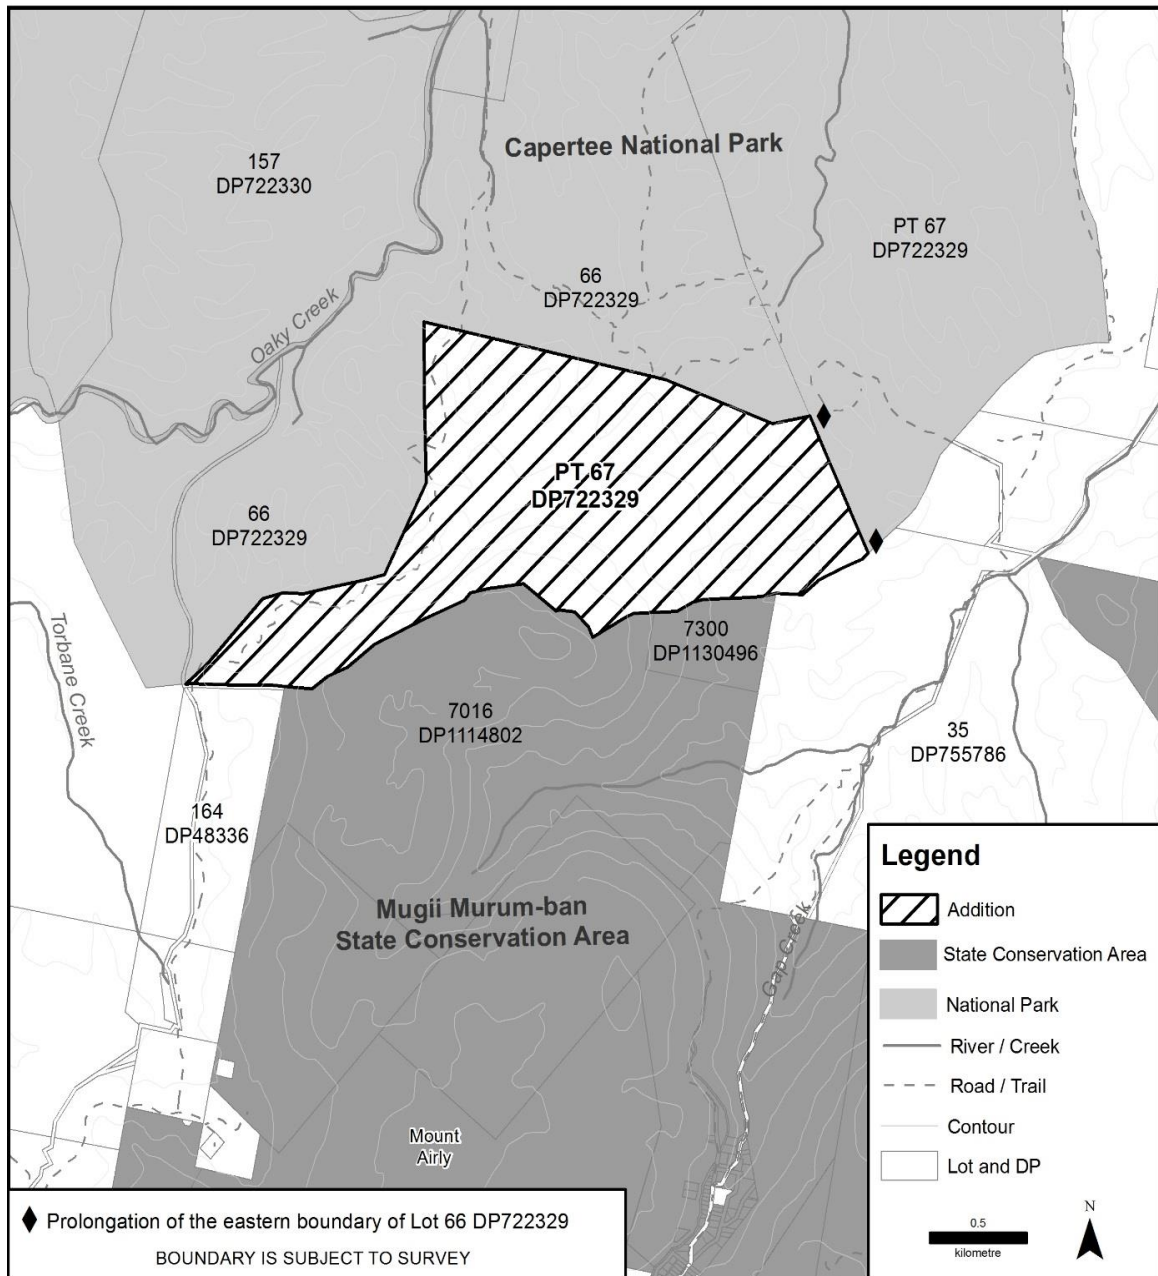 Capertee National Park
157
DP722330
PT 67
DP722329
66
DP722329
Oaky Creek
PT 67
DP722329
66
DP722329
Torbane Creek
7300
DP1130496
7016
DP1114802
35
DP755786
164
DP48336
Mugii Murum-ban
State Conservation Area
Gap Creek
Mount
Airly
Legend
Addition
State Conservation Area
National Park
River / Creek
Road / Trail
Contour
Lot and DP
0.5
kilometre
N
Prolongation of the eastern boundary of Lot 66 DP722329
BOUNDARY IS SUBJECT TO SURVEY